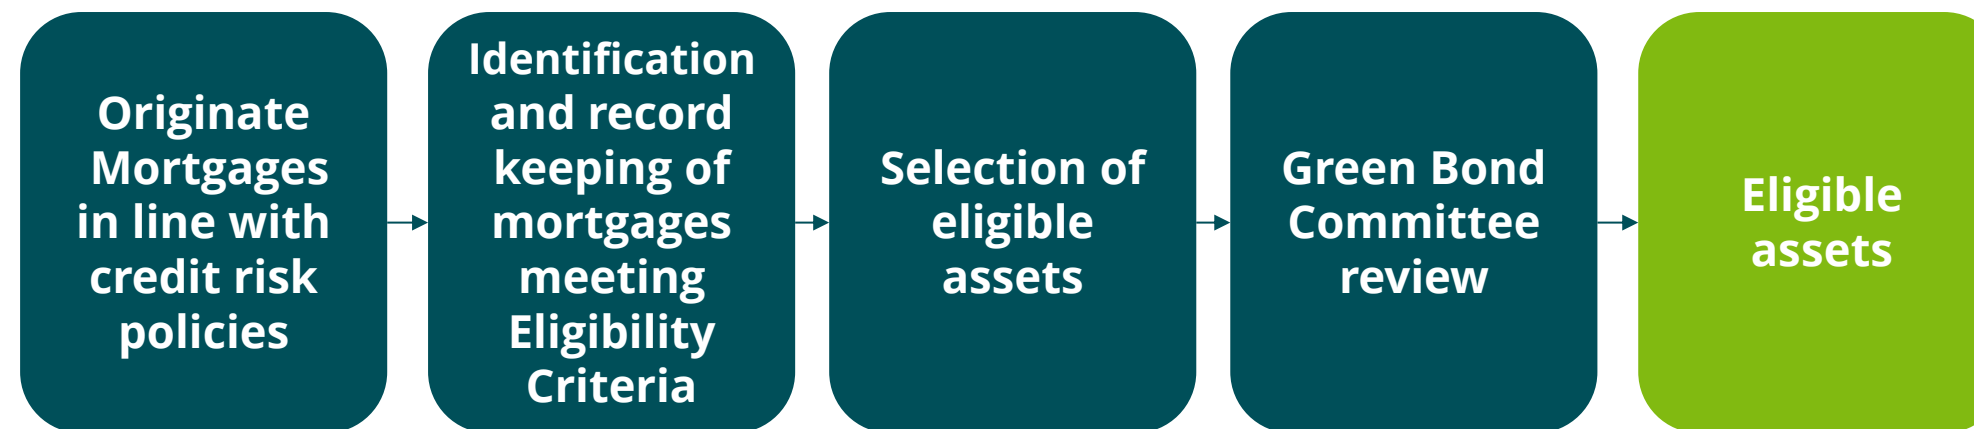 Originate
Mortgages
in line with
credit risk
policies
Identification
and record
keeping of
mortgages
meeting
Eligibility
Criteria
Selection of
eligible
assets
Green Bond
Committee
review
Eligible
assets